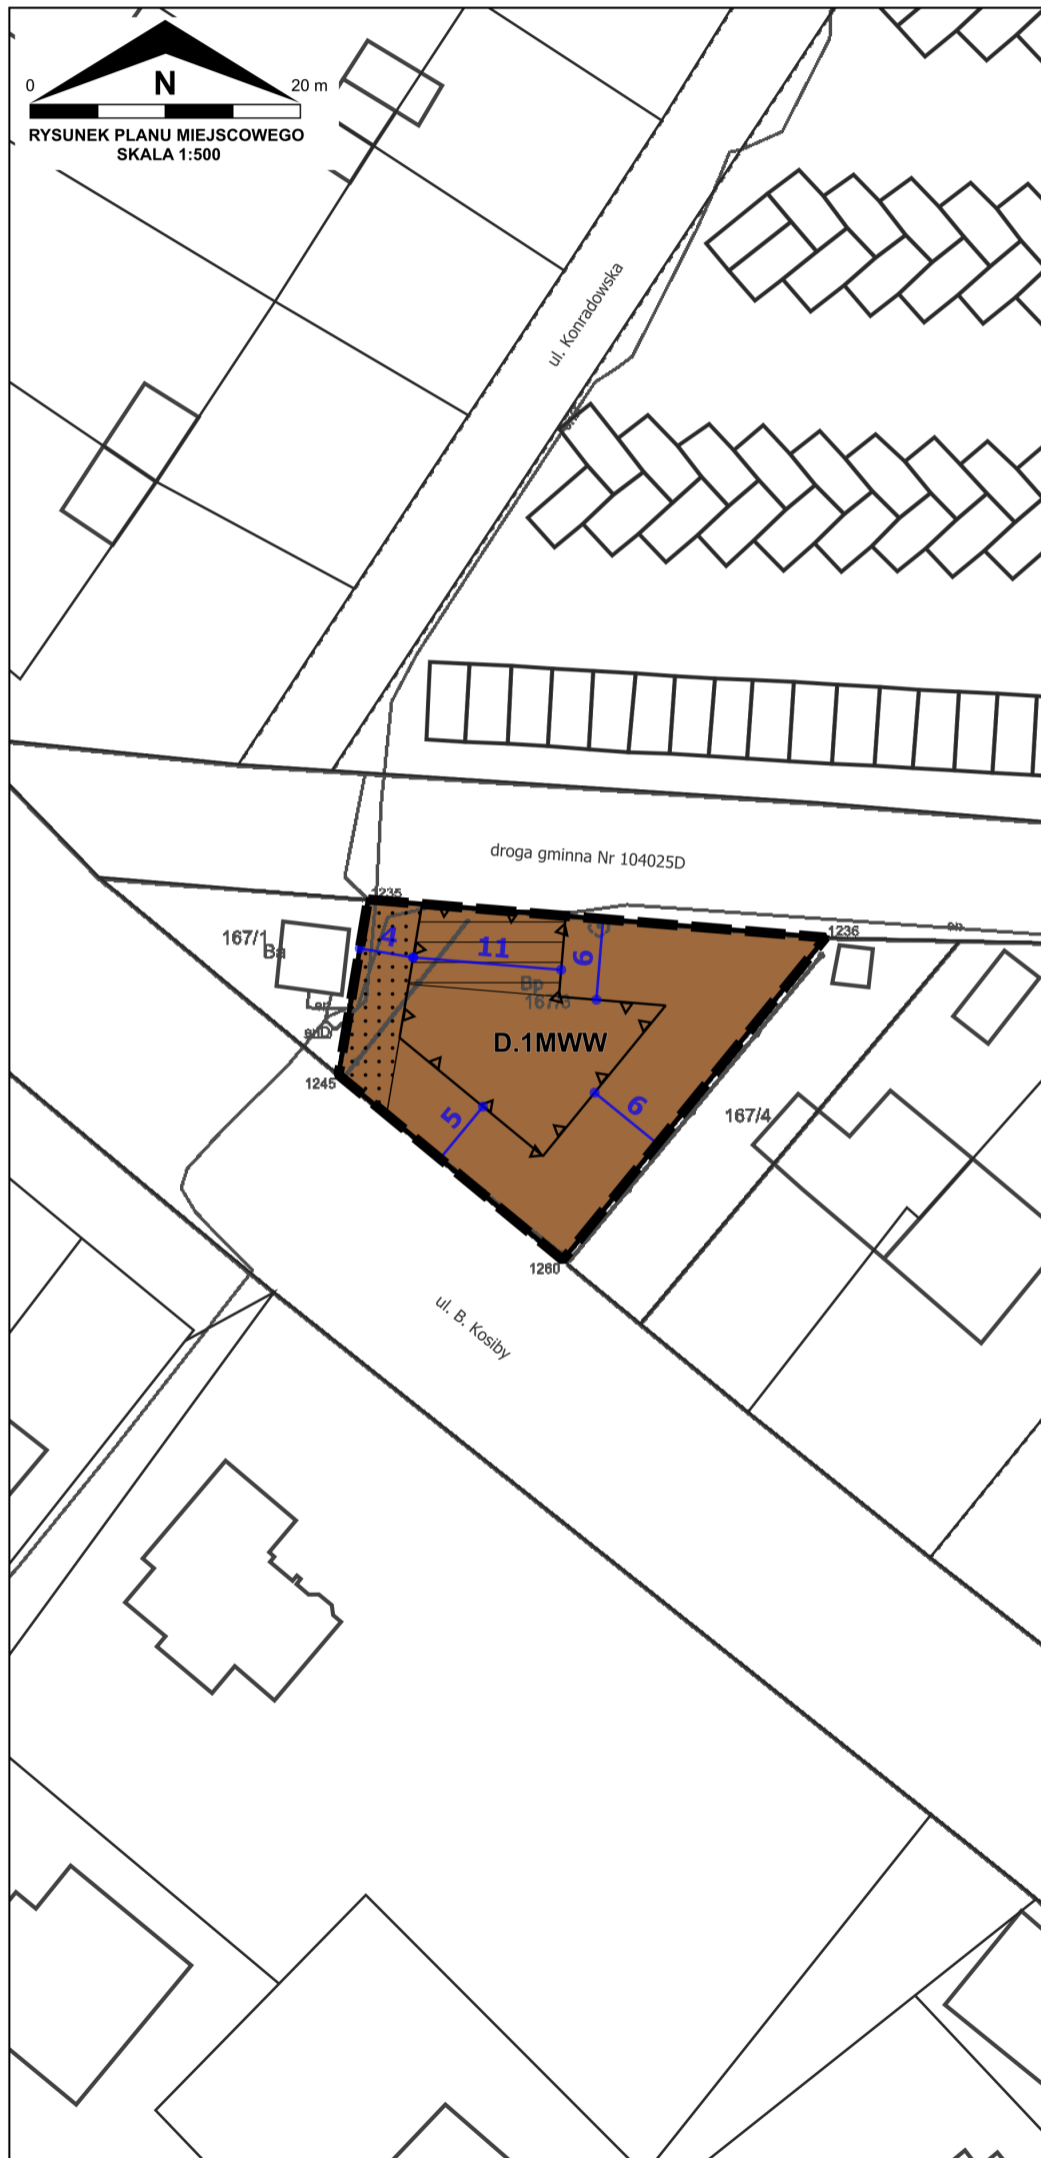 0
N
20 m
RYSUNEK PLANU MIEJSCOWEGO
SKALA 1:500
ul. Konradowska
droga gminna Nr 104025D
1235
1236
167/1
Ba
4
11
6
Bp
D.1MWW
1245
5
6
167/4
1260
ul. B. Kosiby